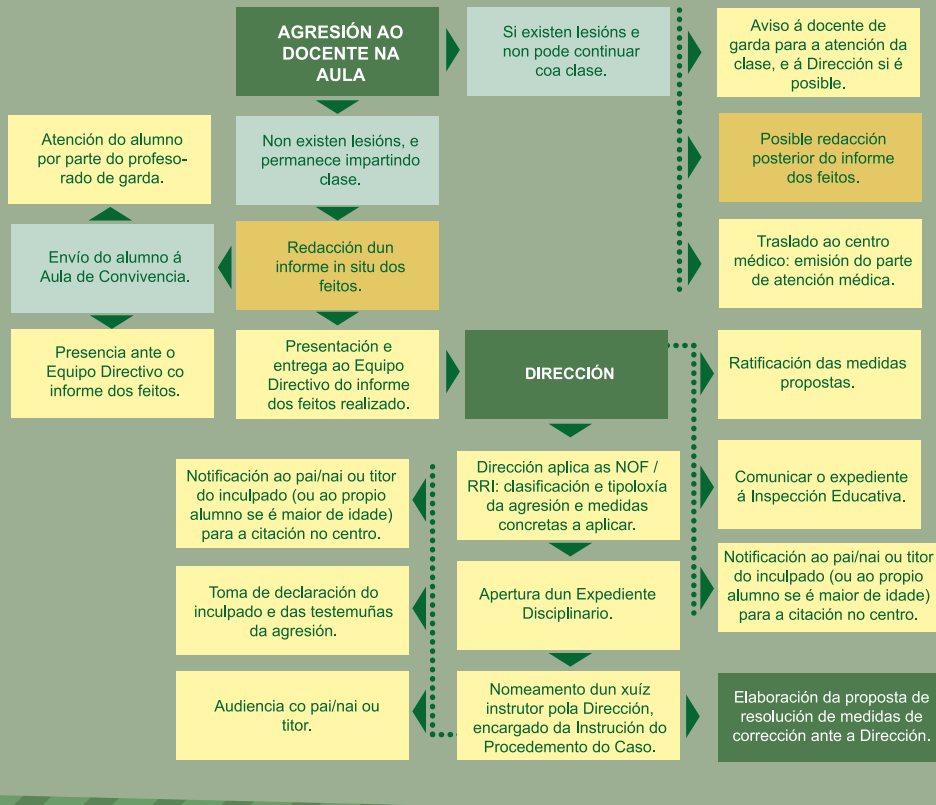 AGRESIÓN AO
DOCENTE NA
AULA
Si existen lesións e
non pode continuar
coa clase.
Aviso á docente de
garda para a atención da
clase, e á Dirección si é
posible.
Atención do alumno
por parte do profeso-
rado de garda.
Non existen lesións, e
permanece impartindo
clase.
Posible redacción
posterior do informe
dos feitos.
Envío do alumno á
Aula de Convivencia.
Redacción dun
informe in situ dos
feitos.
Traslado ao centro
médico: emisión do parte
de atención médica.
Presencia ante o
Equipo Directivo co
informe dos feitos.
Presentación e
entrega ao Equipo
Directivo do informe
dos feitos realizado.
DIRECCIÓN
Ratificación das medidas
propostas.
Notificación ao pai/nai ou titor
do inculpado (ou ao propio
alumno se é maior de idade)
para a citación no centro.
Dirección aplica as NOF /
RRI: clasificación e tipoloxía
da agresión e medidas
concretas a aplicar.
Comunicar o expediente
á Inspección Educativa.
Toma de declaración do
inculpado e das testemuñas
da agresión.
Apertura dun Expediente
Disciplinario.
Notificación ao pai/nai ou titor
do inculpado (ou ao propio
alumno se é maior de idade)
para a citación no centro.
Audiencia co pai/nai ou
titor.
Nomeamento dun xuíz
instrutor pola Dirección,
encargado da Instrución do
Procedemento do Caso.
Elaboración da proposta de
resolución de medidas de
corrección ante a Dirección.